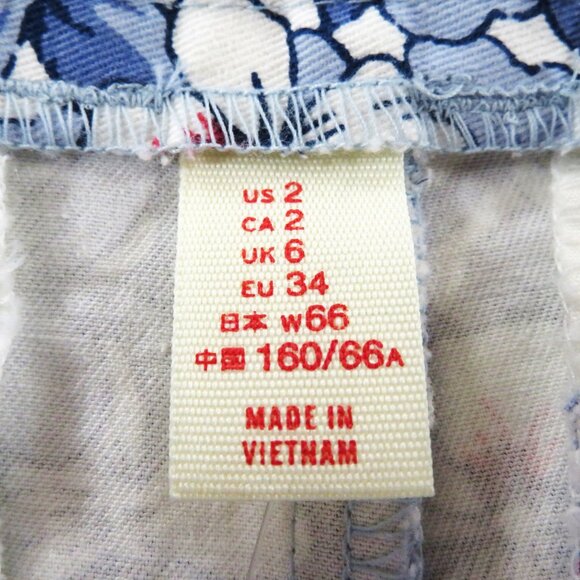 US 2
CA 2
UK 6
EU 34
日本 W66
中国 160/66A
MADE IN
VIETNAM